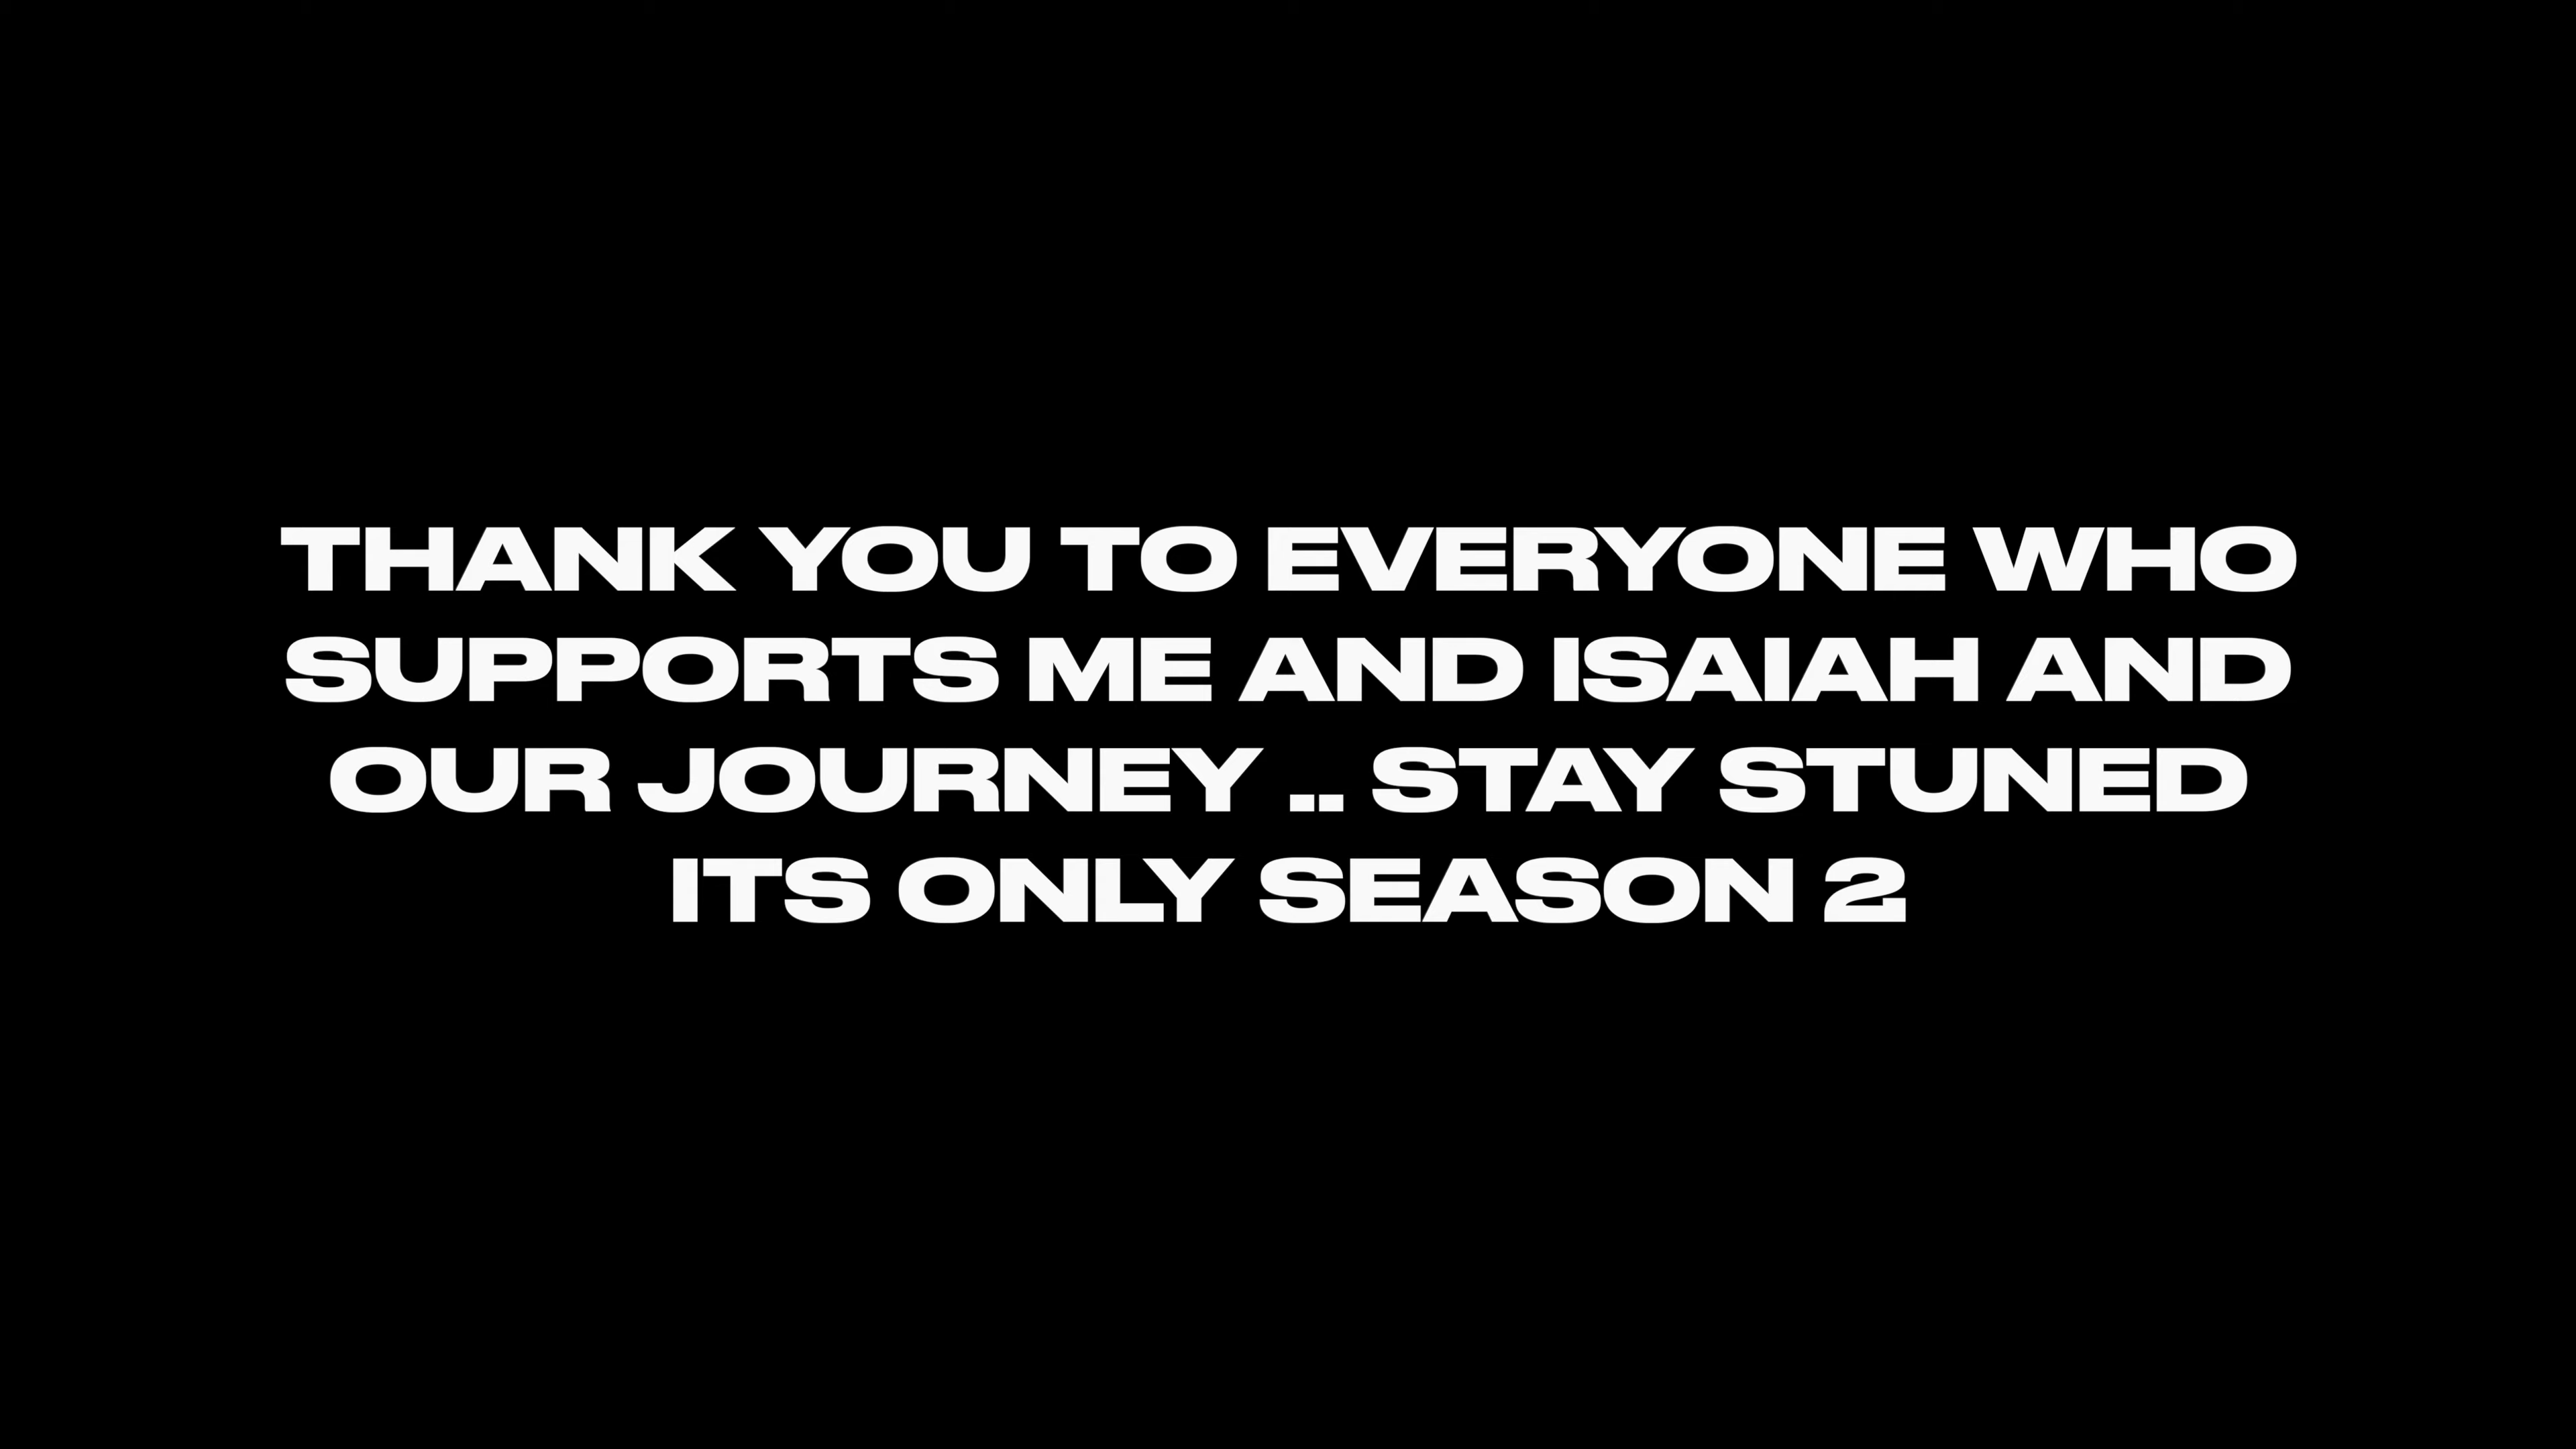 THANK YOU TO EVERYONE WHO
SUPPORTS ME AND ISAIAH AND
OUR JOURNEY .. STAY STUNED
ITS ONLY SEASON 2